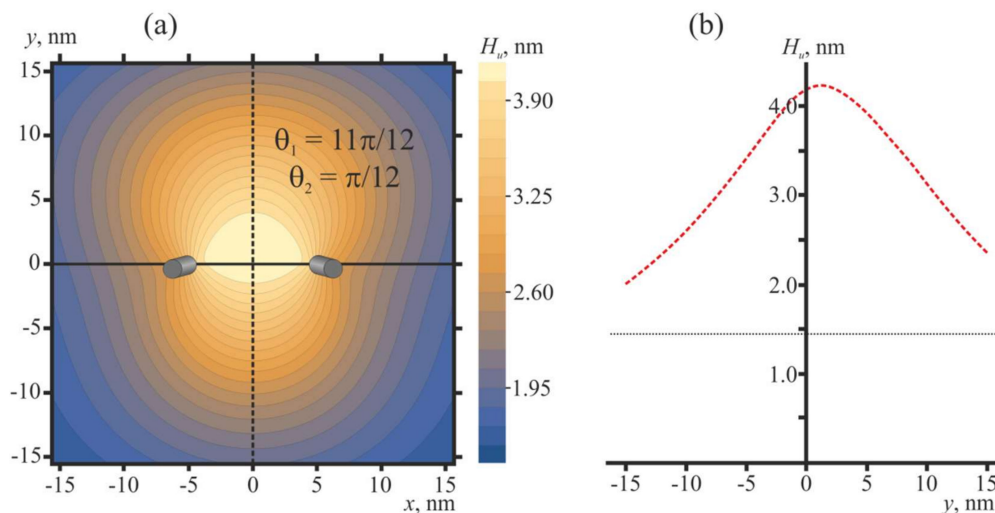 (a)
y, nm
15
10
5
0
-5
-10
-15
-15 -10 -5 0 5 10 15
x, nm
θ1 = 11π/12
θ2 = π/12
Hu, nm
3.90
3.25
2.60
1.95
(b)
Hu, nm
4.0
3.0
2.0
1.0
-15 -10 -5 0 5 10 15
y, nm